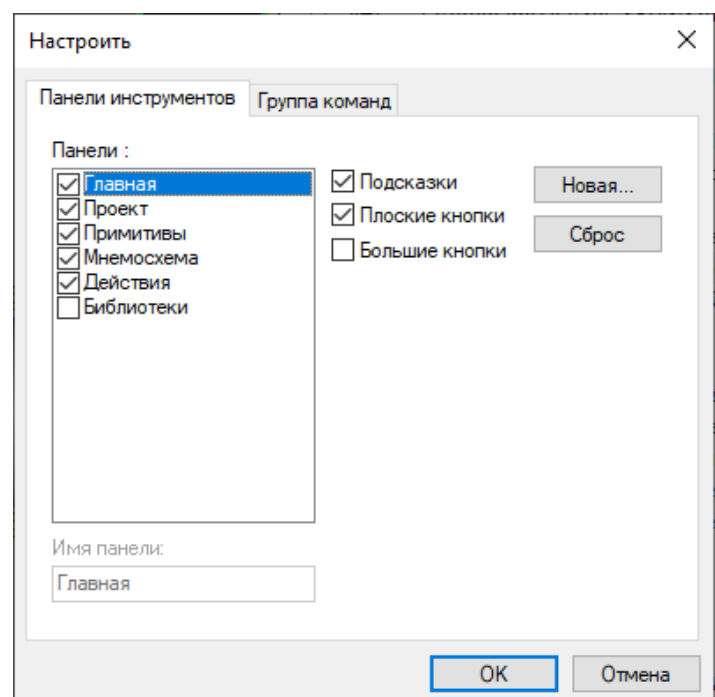 Настроить
Панели инструментов
Группа команд
Панели :
Главная
Проект
Примитивы
Мнемосхема
Действия
Библиотеки
Подсказки
Плоские кнопки
Большие кнопки
Новая...
Сброс
Имя панели:
Главная
ОК
Отмена